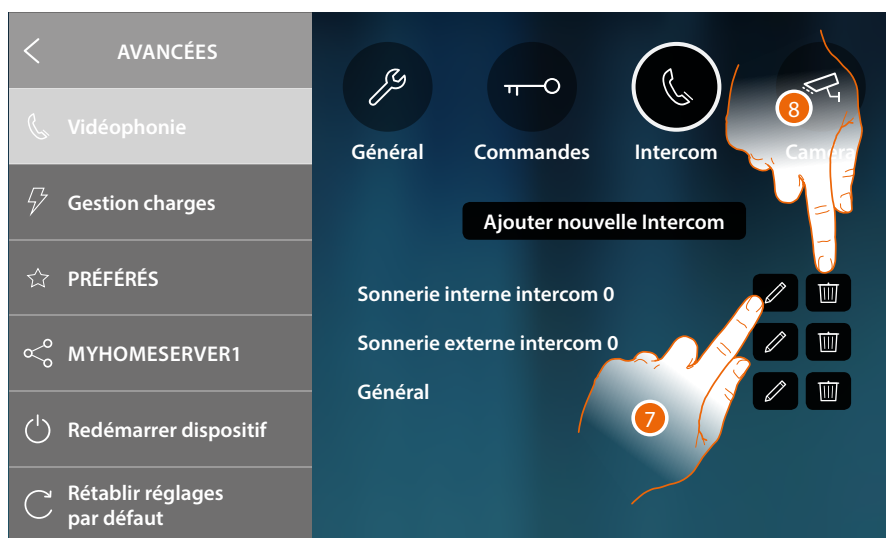 AVANCÉES
Vidéophonie
Gestion charges
PRÉFÉRÉS
MYHOMESERVER1
Redémarrer dispositif
Rétablir réglages
par défaut
Général
Commandes
Intercom
Caméra
8
Ajouter nouvelle Intercom
Sonnerie interne intercom 0
Sonnerie externe intercom 0
Général
7